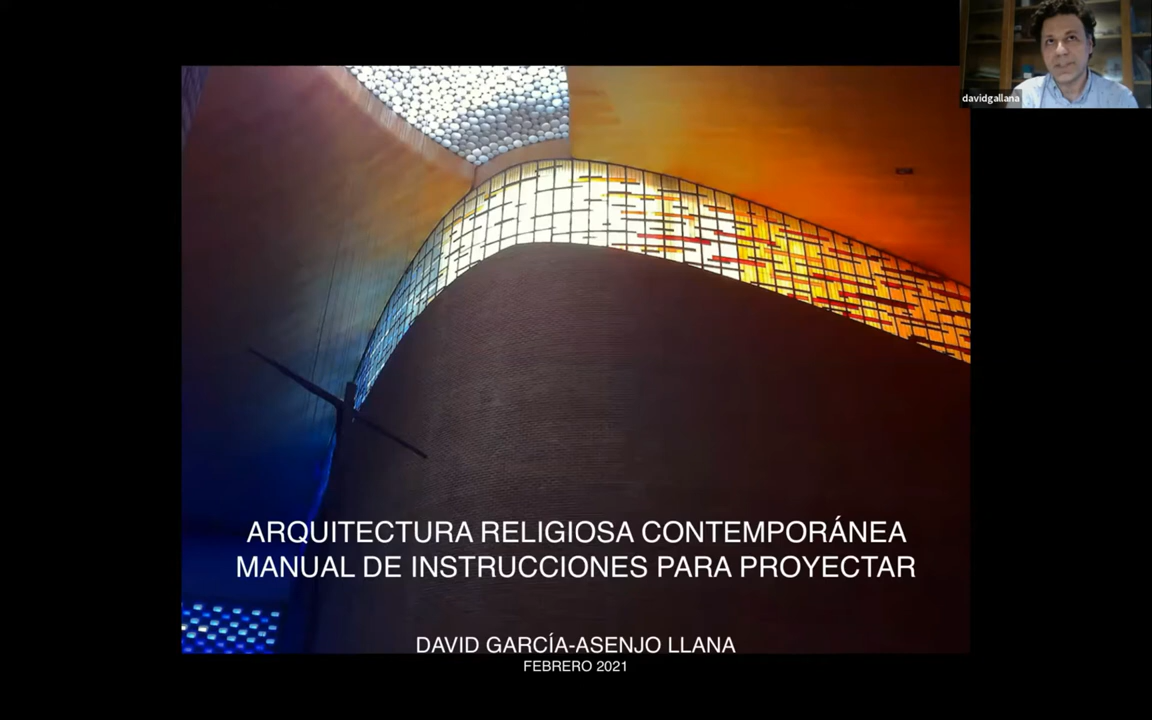 davidgallana
ARQUITECTURA RELIGIOSA CONTEMPORÁNEA
MANUAL DE INSTRUCCIONES PARA PROYECTAR
DAVID GARCÍA-ASENJO LLANA
FEBRERO 2021